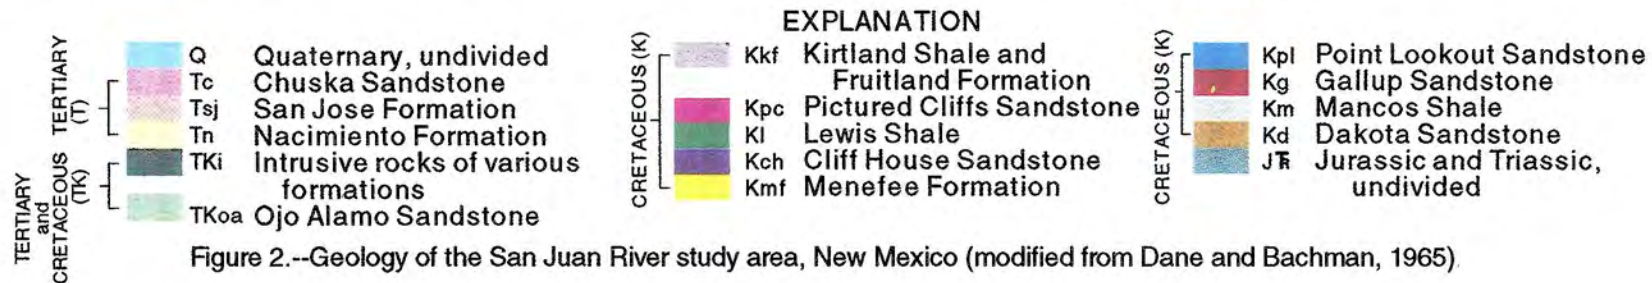 EXPLANATION
TERTIARY
(T)
Q Quaternary, undivided
Tc Chuska Sandstone
Tsj San Jose Formation
Tn Nacimiento Formation
TERTIARY
and
CRETACEOUS
(TK)
TKi Intrusive rocks of various
formations
TKoa Ojo Alamo Sandstone
CRETACEOUS (K)
Kkf Kirtland Shale and
Fruitland Formation
Kpc Pictured Cliffs Sandstone
Kl Lewis Shale
Kch Cliff House Sandstone
Kmf Menefee Formation
CRETACEOUS (K)
Kpl Point Lookout Sandstone
Kg Gallup Sandstone
Km Mancos Shale
Kd Dakota Sandstone
JTR Jurassic and Triassic,
undivided
Figure 2.--Geology of the San Juan River study area, New Mexico (modified from Dane and Bachman, 1965)